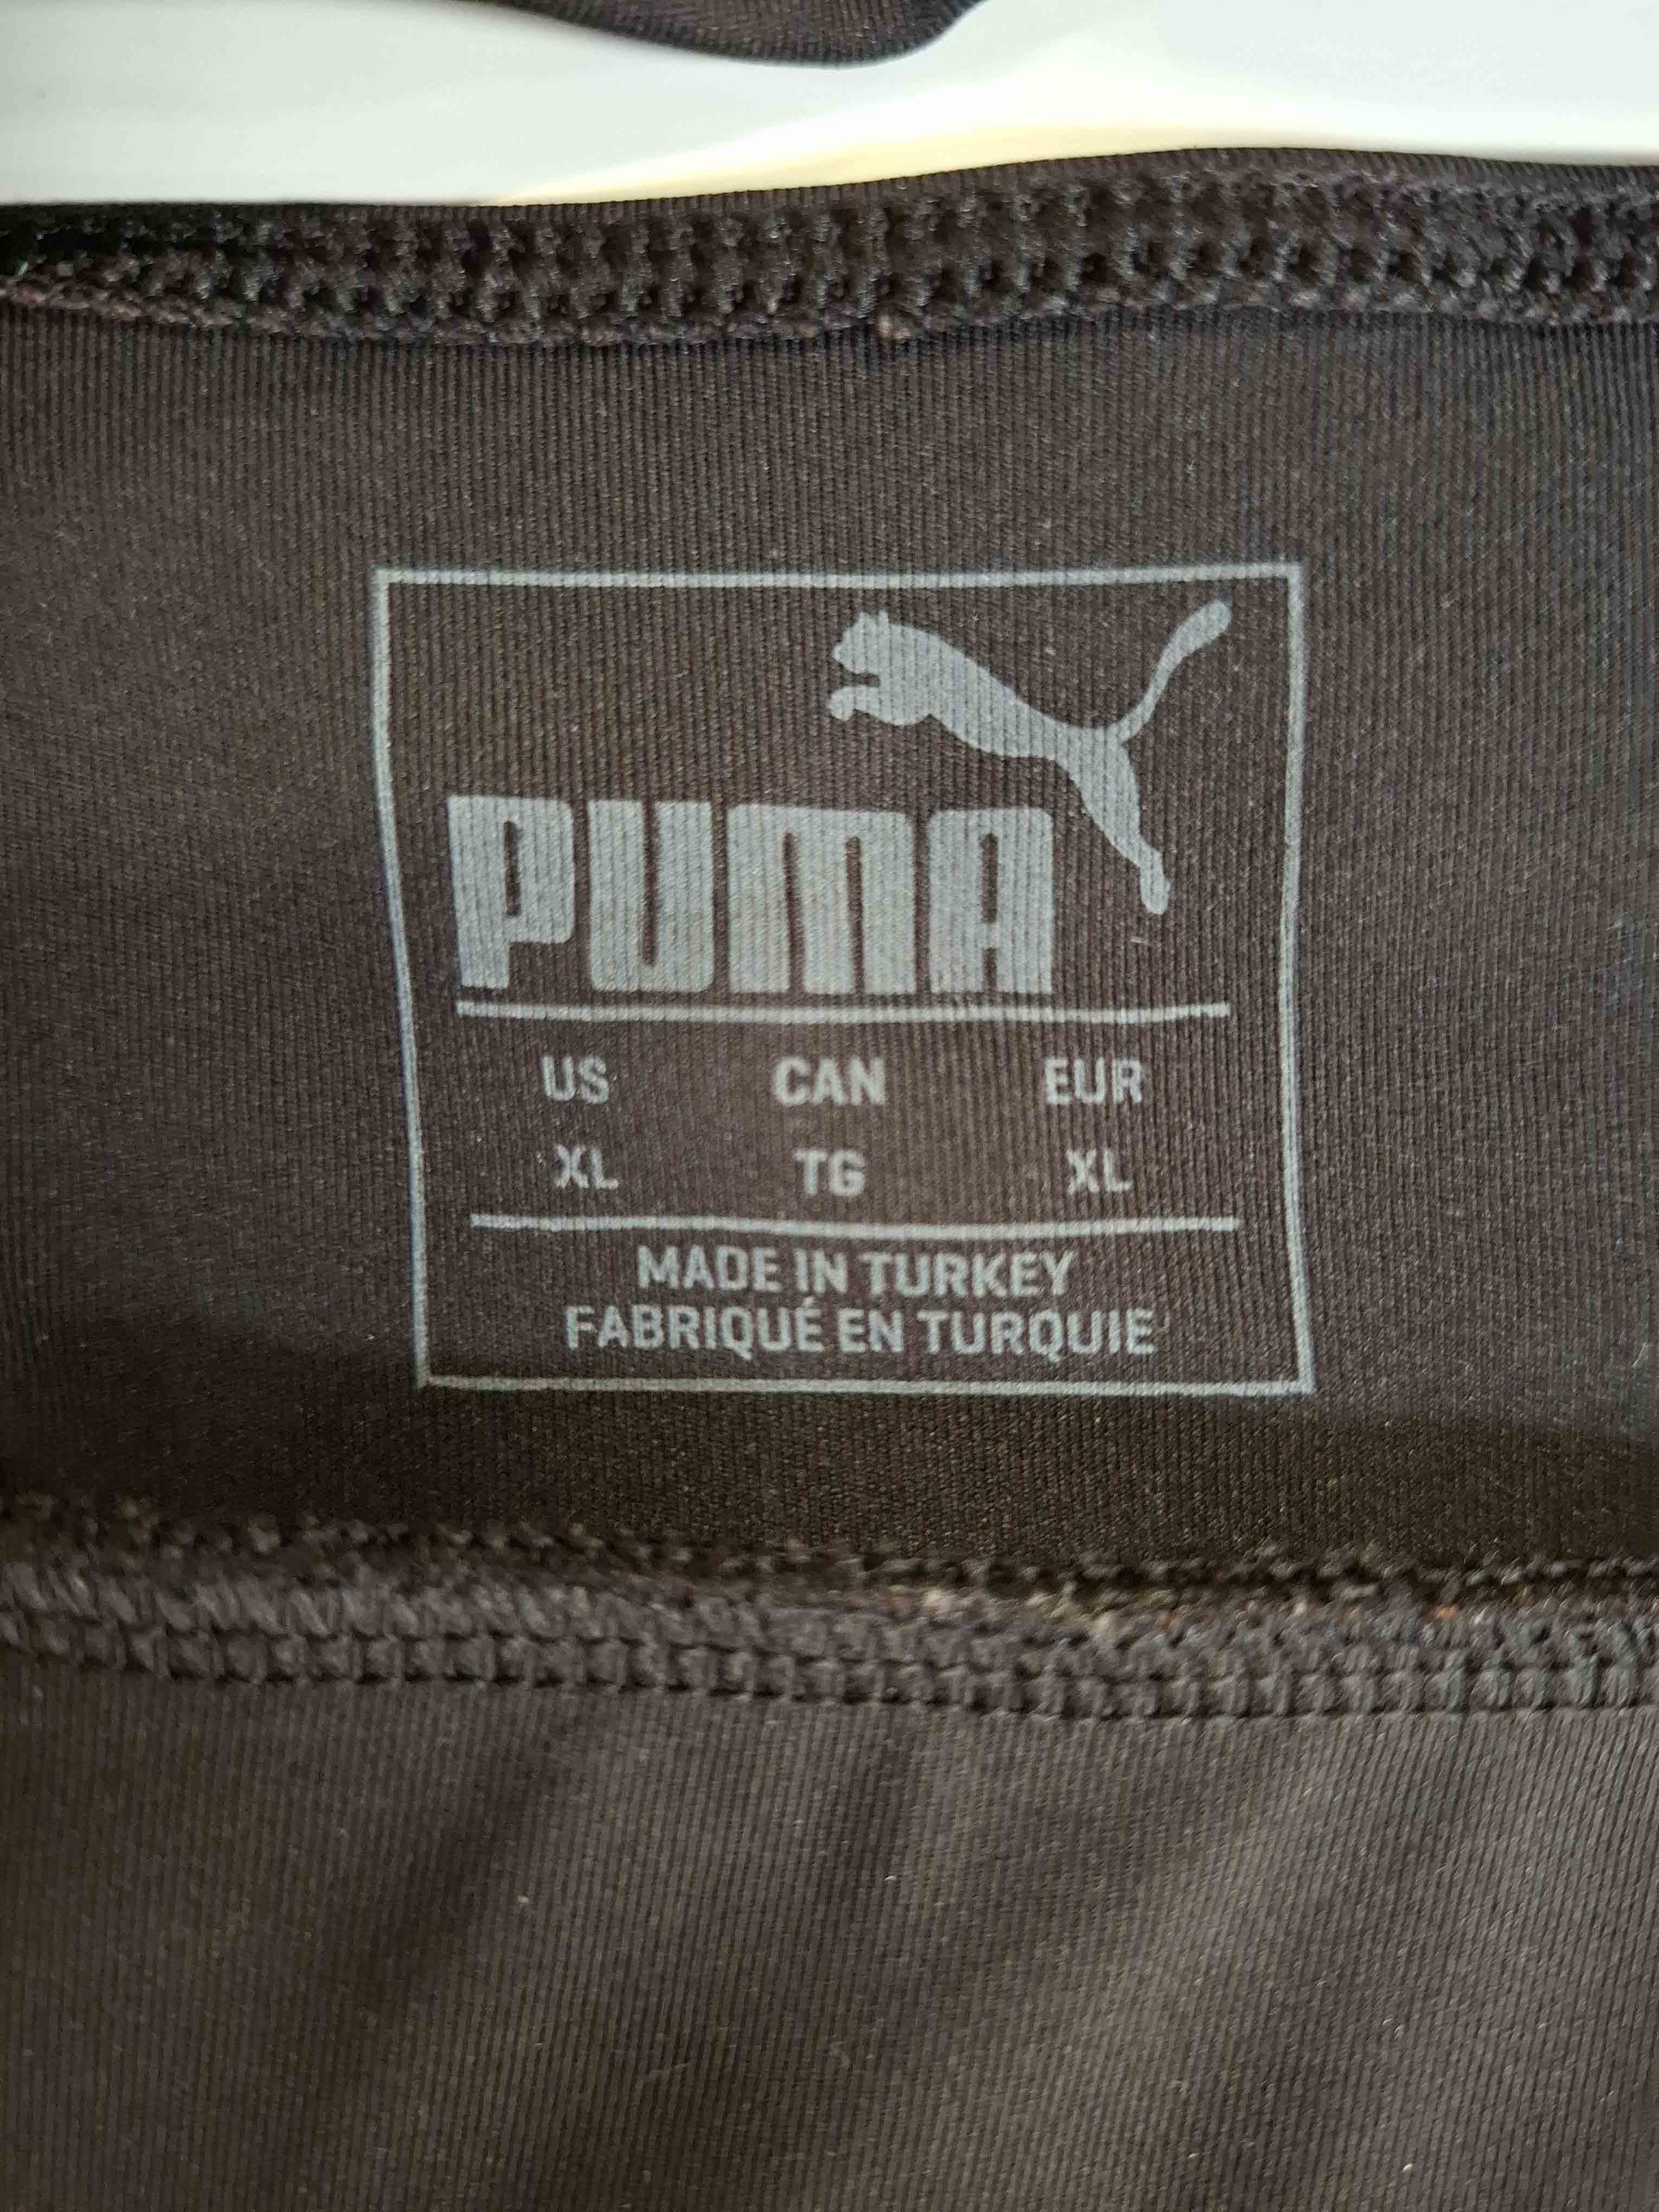 PUMA
US CAN EUR
XL TG XL
MADE IN TURKEY
FABRIQUÉ EN TURQUIE